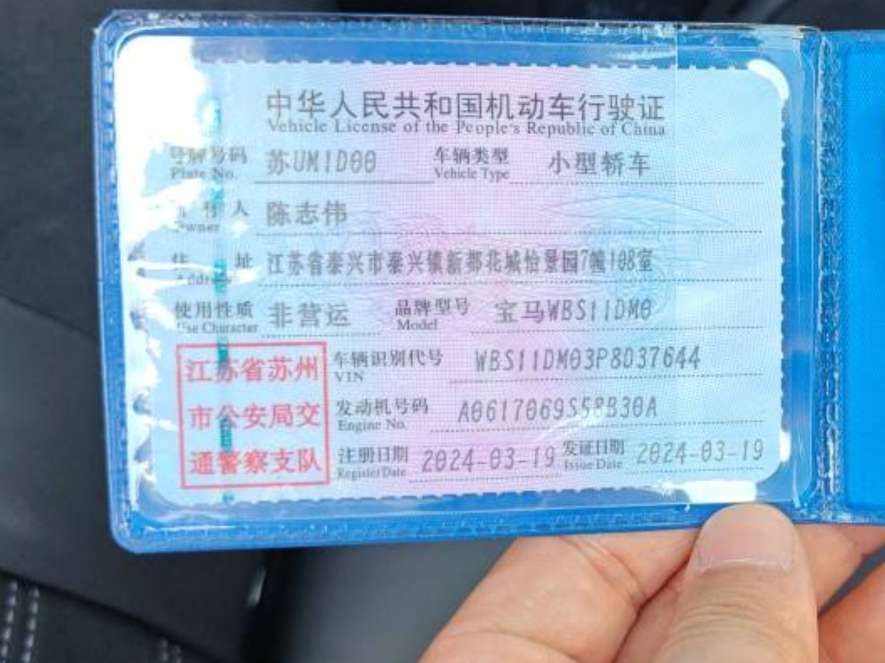 中华人民共和国机动车行驶证
Vehicle License of the People's Republic of China
号牌号码 苏UM1D00 车辆类型 小型轿车
Plate No. Vehicle Type
所有人 陈志伟
Owner
住址 江苏省泰兴市泰兴镇新都花城怡景园7幢108室
Address
使用性质 非营运 品牌型号 宝马WBS11DM0
Use Character Model
江苏省苏州
市公安局交
通警察支队
车辆识别代号 WBS11DM03P8D37644
VIN
发动机号码 A0617069S58B30A
Engine No.
注册日期 2024-03-19 发证日期 2024-03-19
Register Date Issue Date